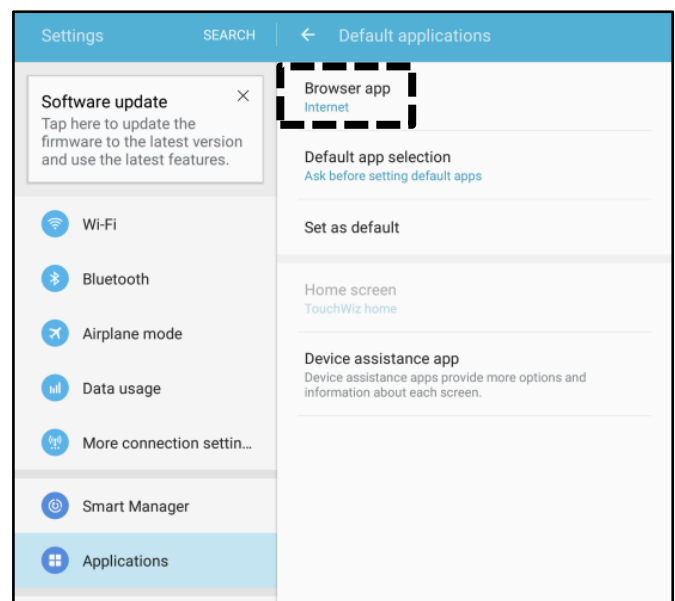 Settings SEARCH
Default applications
Software update
Tap here to update the
firmware to the latest version
and use the latest features.
Wi-Fi
Bluetooth
Airplane mode
Data usage
More connection settin...
Smart Manager
Applications
Browser app
Internet
Default app selection
Ask before setting default apps
Set as default
Home screen
TouchWiz home
Device assistance app
Device assistance apps provide more options and
information about each screen.